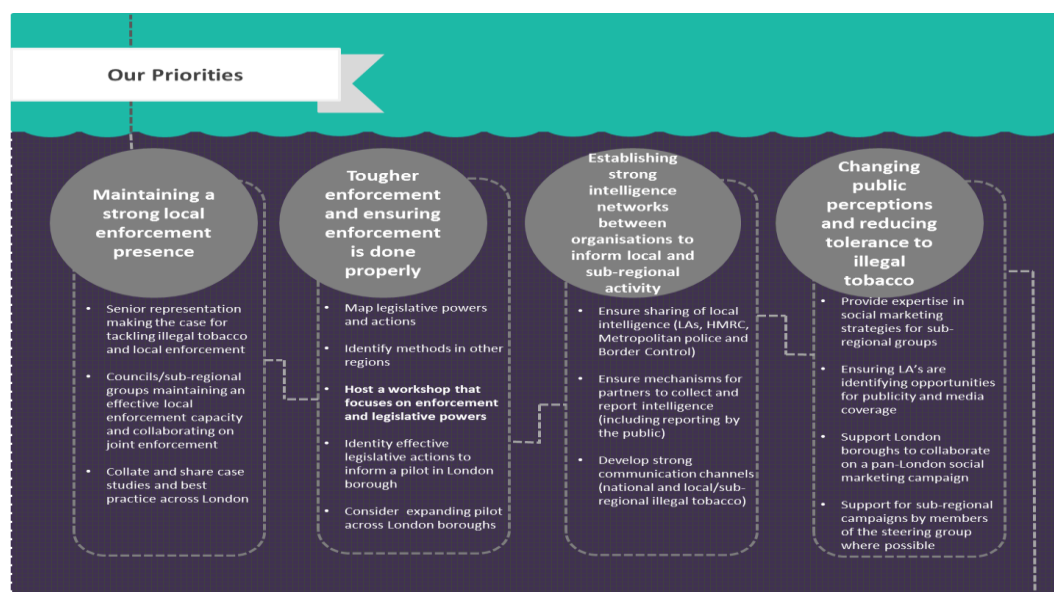 Our Priorities
Maintaining a
strong local
enforcement
presence
• Senior representation
making the case for
tackling illegal tobacco
and local enforcement
• Councils/sub-regional
groups maintaining an
effective local
enforcement capacity
and collaborating on
joint enforcement
• Collate and share case
studies and best
practice across London
Tougher
enforcement
and ensuring
enforcement
is done
properly
• Map legislative powers
and actions
• Identify methods in other
regions
• Host a workshop that
focuses on enforcement
and legislative powers
• Identity effective
legislative actions to
inform a pilot in London
borough
• Consider expanding pilot
across London boroughs
Establishing
strong
intelligence
networks
between
organisations to
inform local and
sub-regional
activity
• Ensure sharing of local
intelligence (LAs, HMRC,
Metropolitan police and
Border Control)
• Ensure mechanisms for
partners to collect and
report intelligence
(including reporting by
the public)
• Develop strong
communication channels
(national and local/sub-
regional illegal tobacco)
Changing
public
perceptions
and reducing
tolerance to
illegal
tobacco
• Provide expertise in
social marketing
strategies for sub-
regional groups
• Ensuring LA's are
identifying opportunities
for publicity and media
coverage
• Support London
boroughs to collaborate
on a pan-London social
marketing campaign
• Support for sub-regional
campaigns by members
of the steering group
where possible